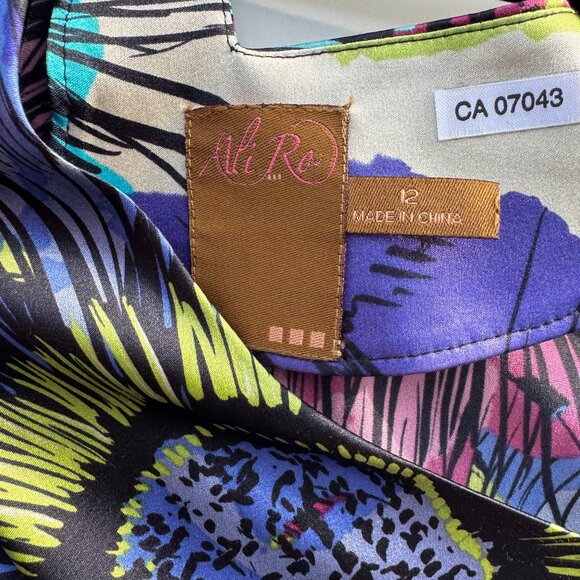 CA 07043
Ali Ro
12
MADE IN CHINA